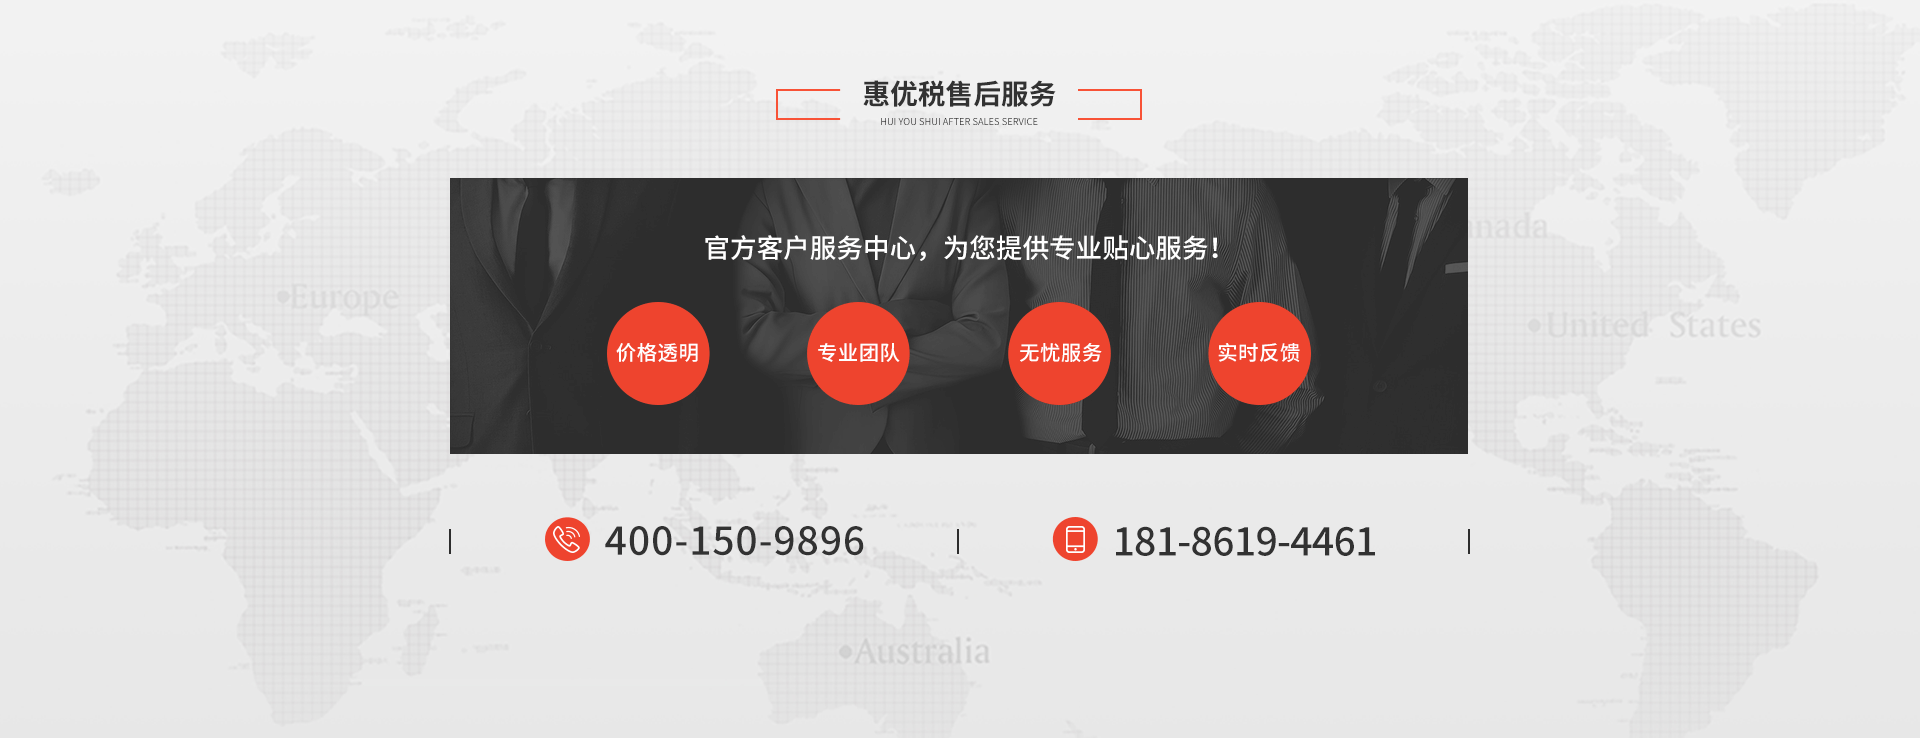 惠优税售后服务
HUI YOU SHUI AFTER SALES SERVICE
官方客户服务中心，为您提供专业贴心服务！
anada
Europe
United States
价格透明
专业团队
无忧服务
实时反馈
400-150-9896
181-8619-4461
Australia